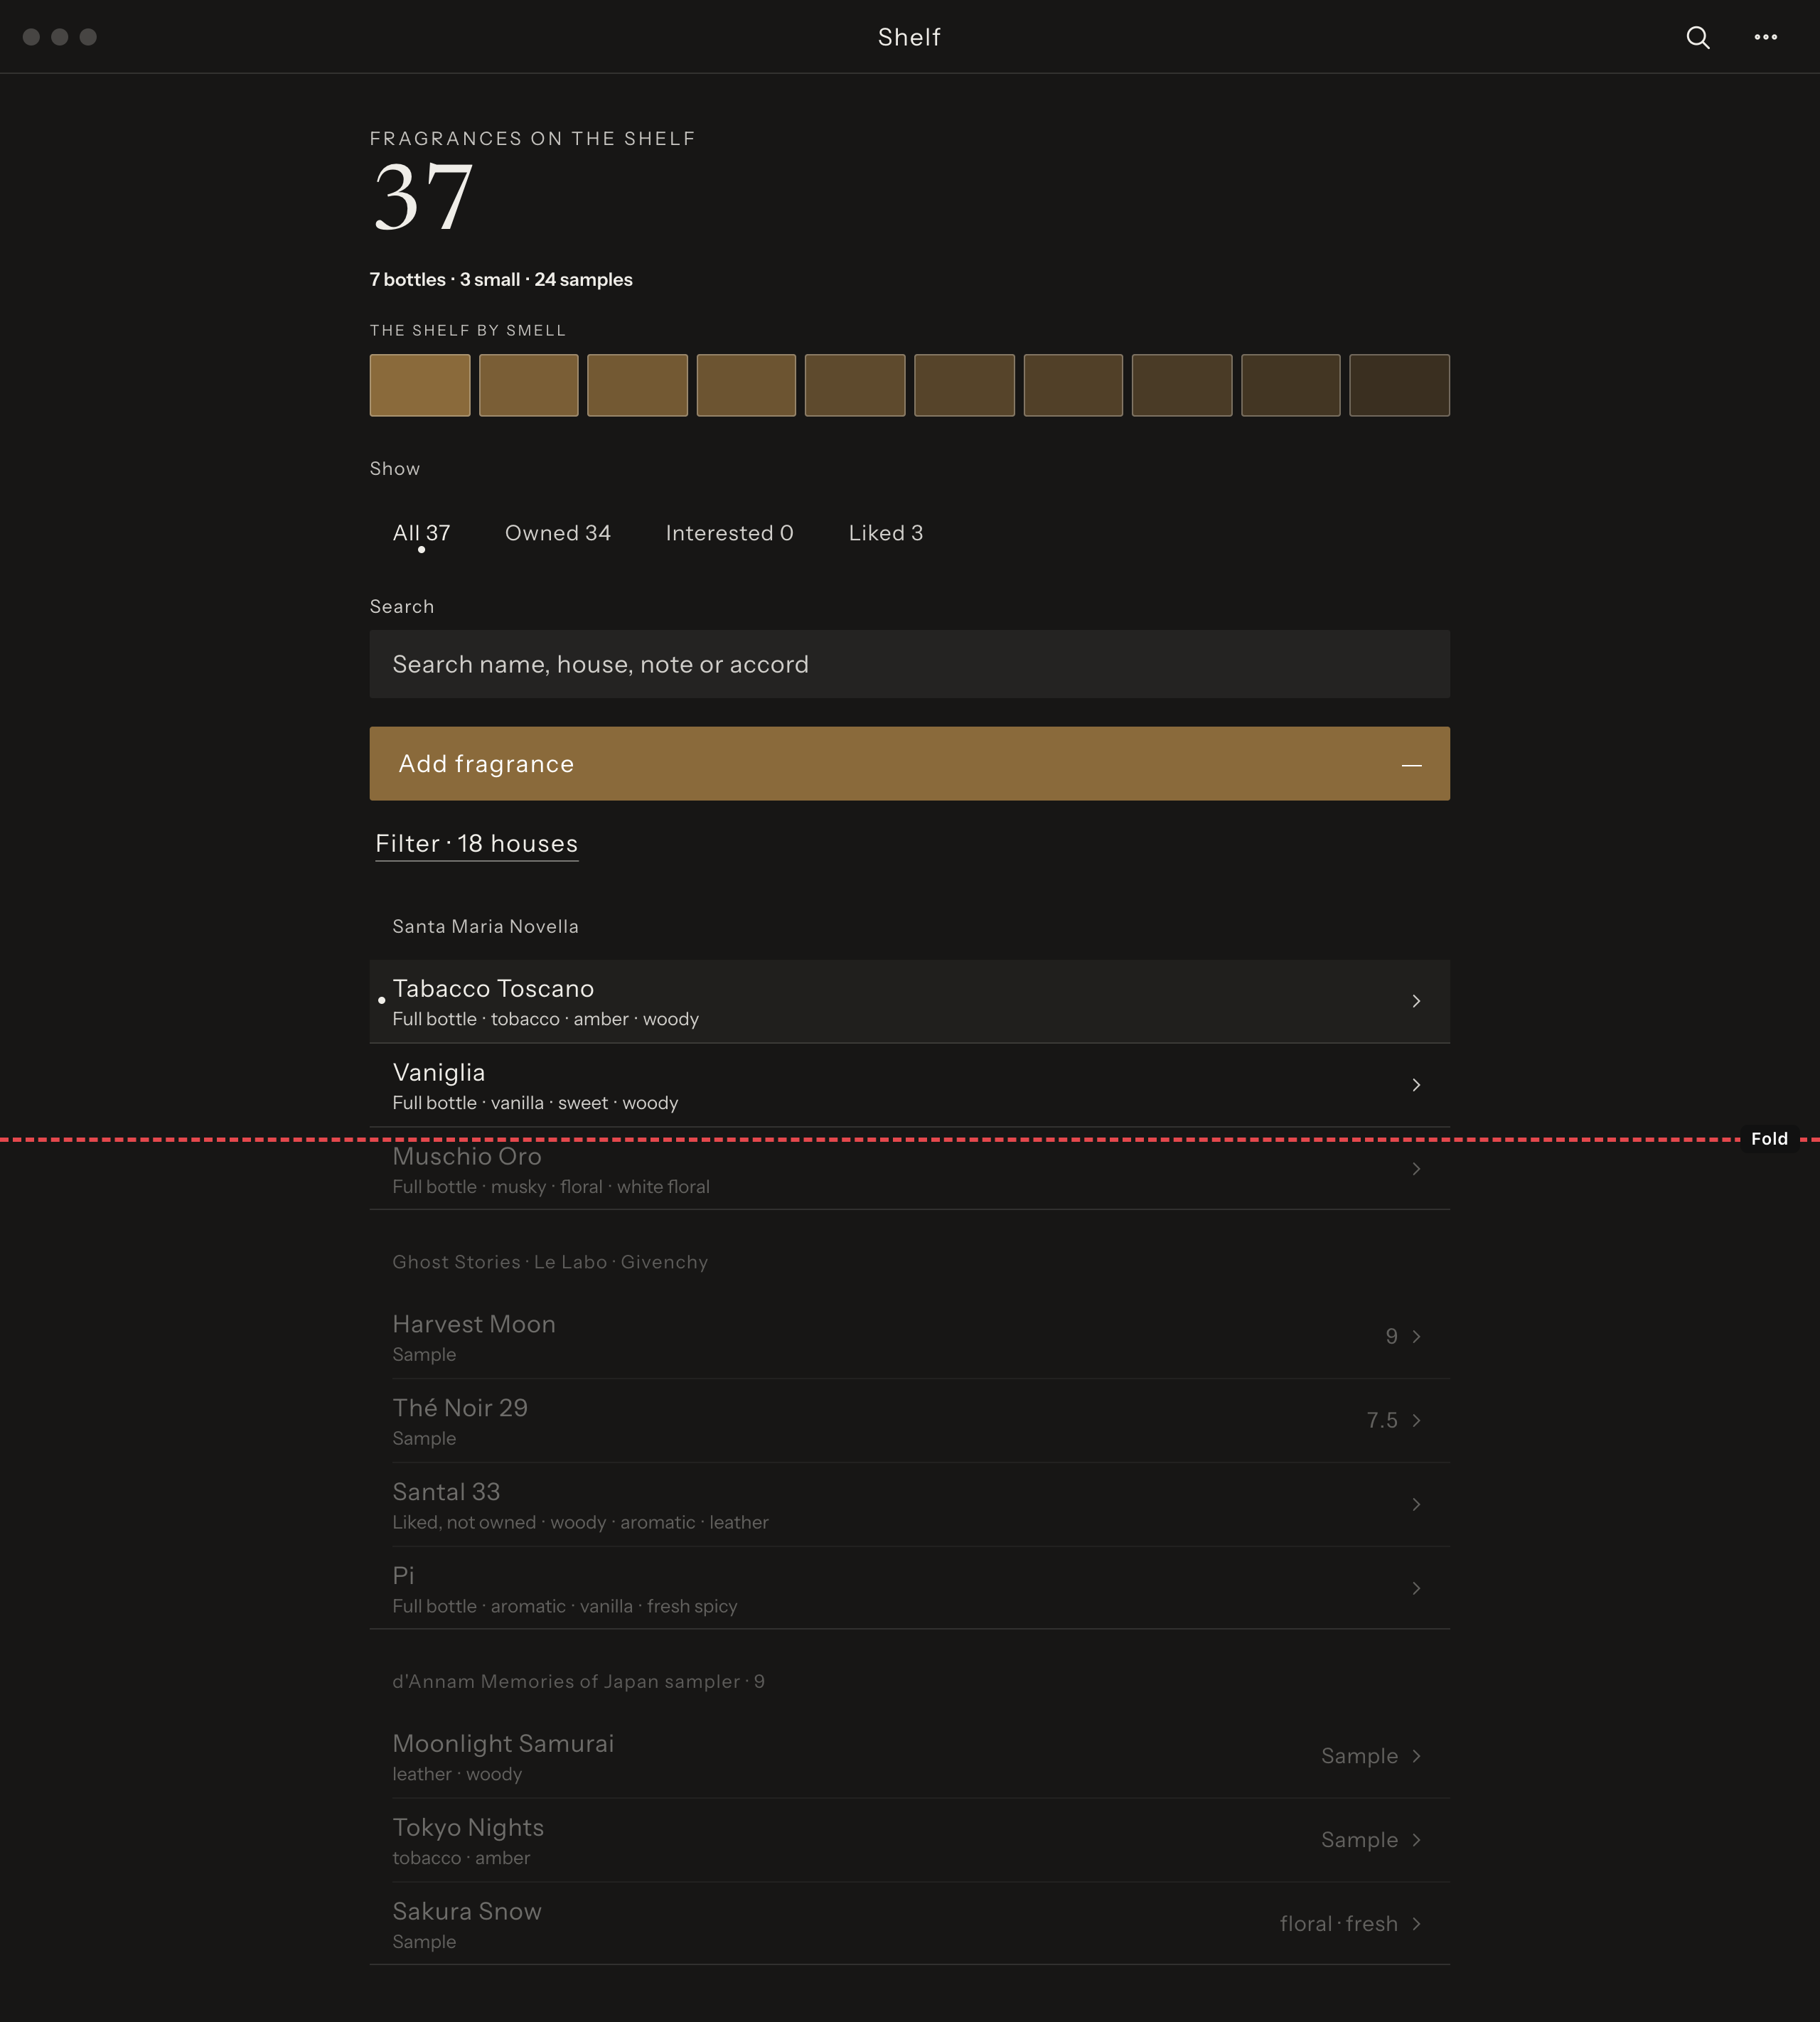 Shelf
FRAGRANCES ON THE SHELF
37
7 bottles · 3 small · 24 samples
THE SHELF BY SMELL
Show
All 37 Owned 34 Interested 0 Liked 3
Search
Search name, house, note or accord
Add fragrance —
Filter · 18 houses
Santa Maria Novella
Tabacco Toscano
Full bottle · tobacco · amber · woody
Vaniglia
Full bottle · vanilla · sweet · woody
Fold
Muschio Oro
Full bottle · musky · floral · white floral
Ghost Stories · Le Labo · Givenchy
Harvest Moon
Sample
9
Thé Noir 29
Sample
7.5
Santal 33
Liked, not owned · woody · aromatic · leather
Pi
Full bottle · aromatic · vanilla · fresh spicy
d'Annam Memories of Japan sampler · 9
Moonlight Samurai
leather · woody
Sample
Tokyo Nights
tobacco · amber
Sample
Sakura Snow
Sample
floral · fresh